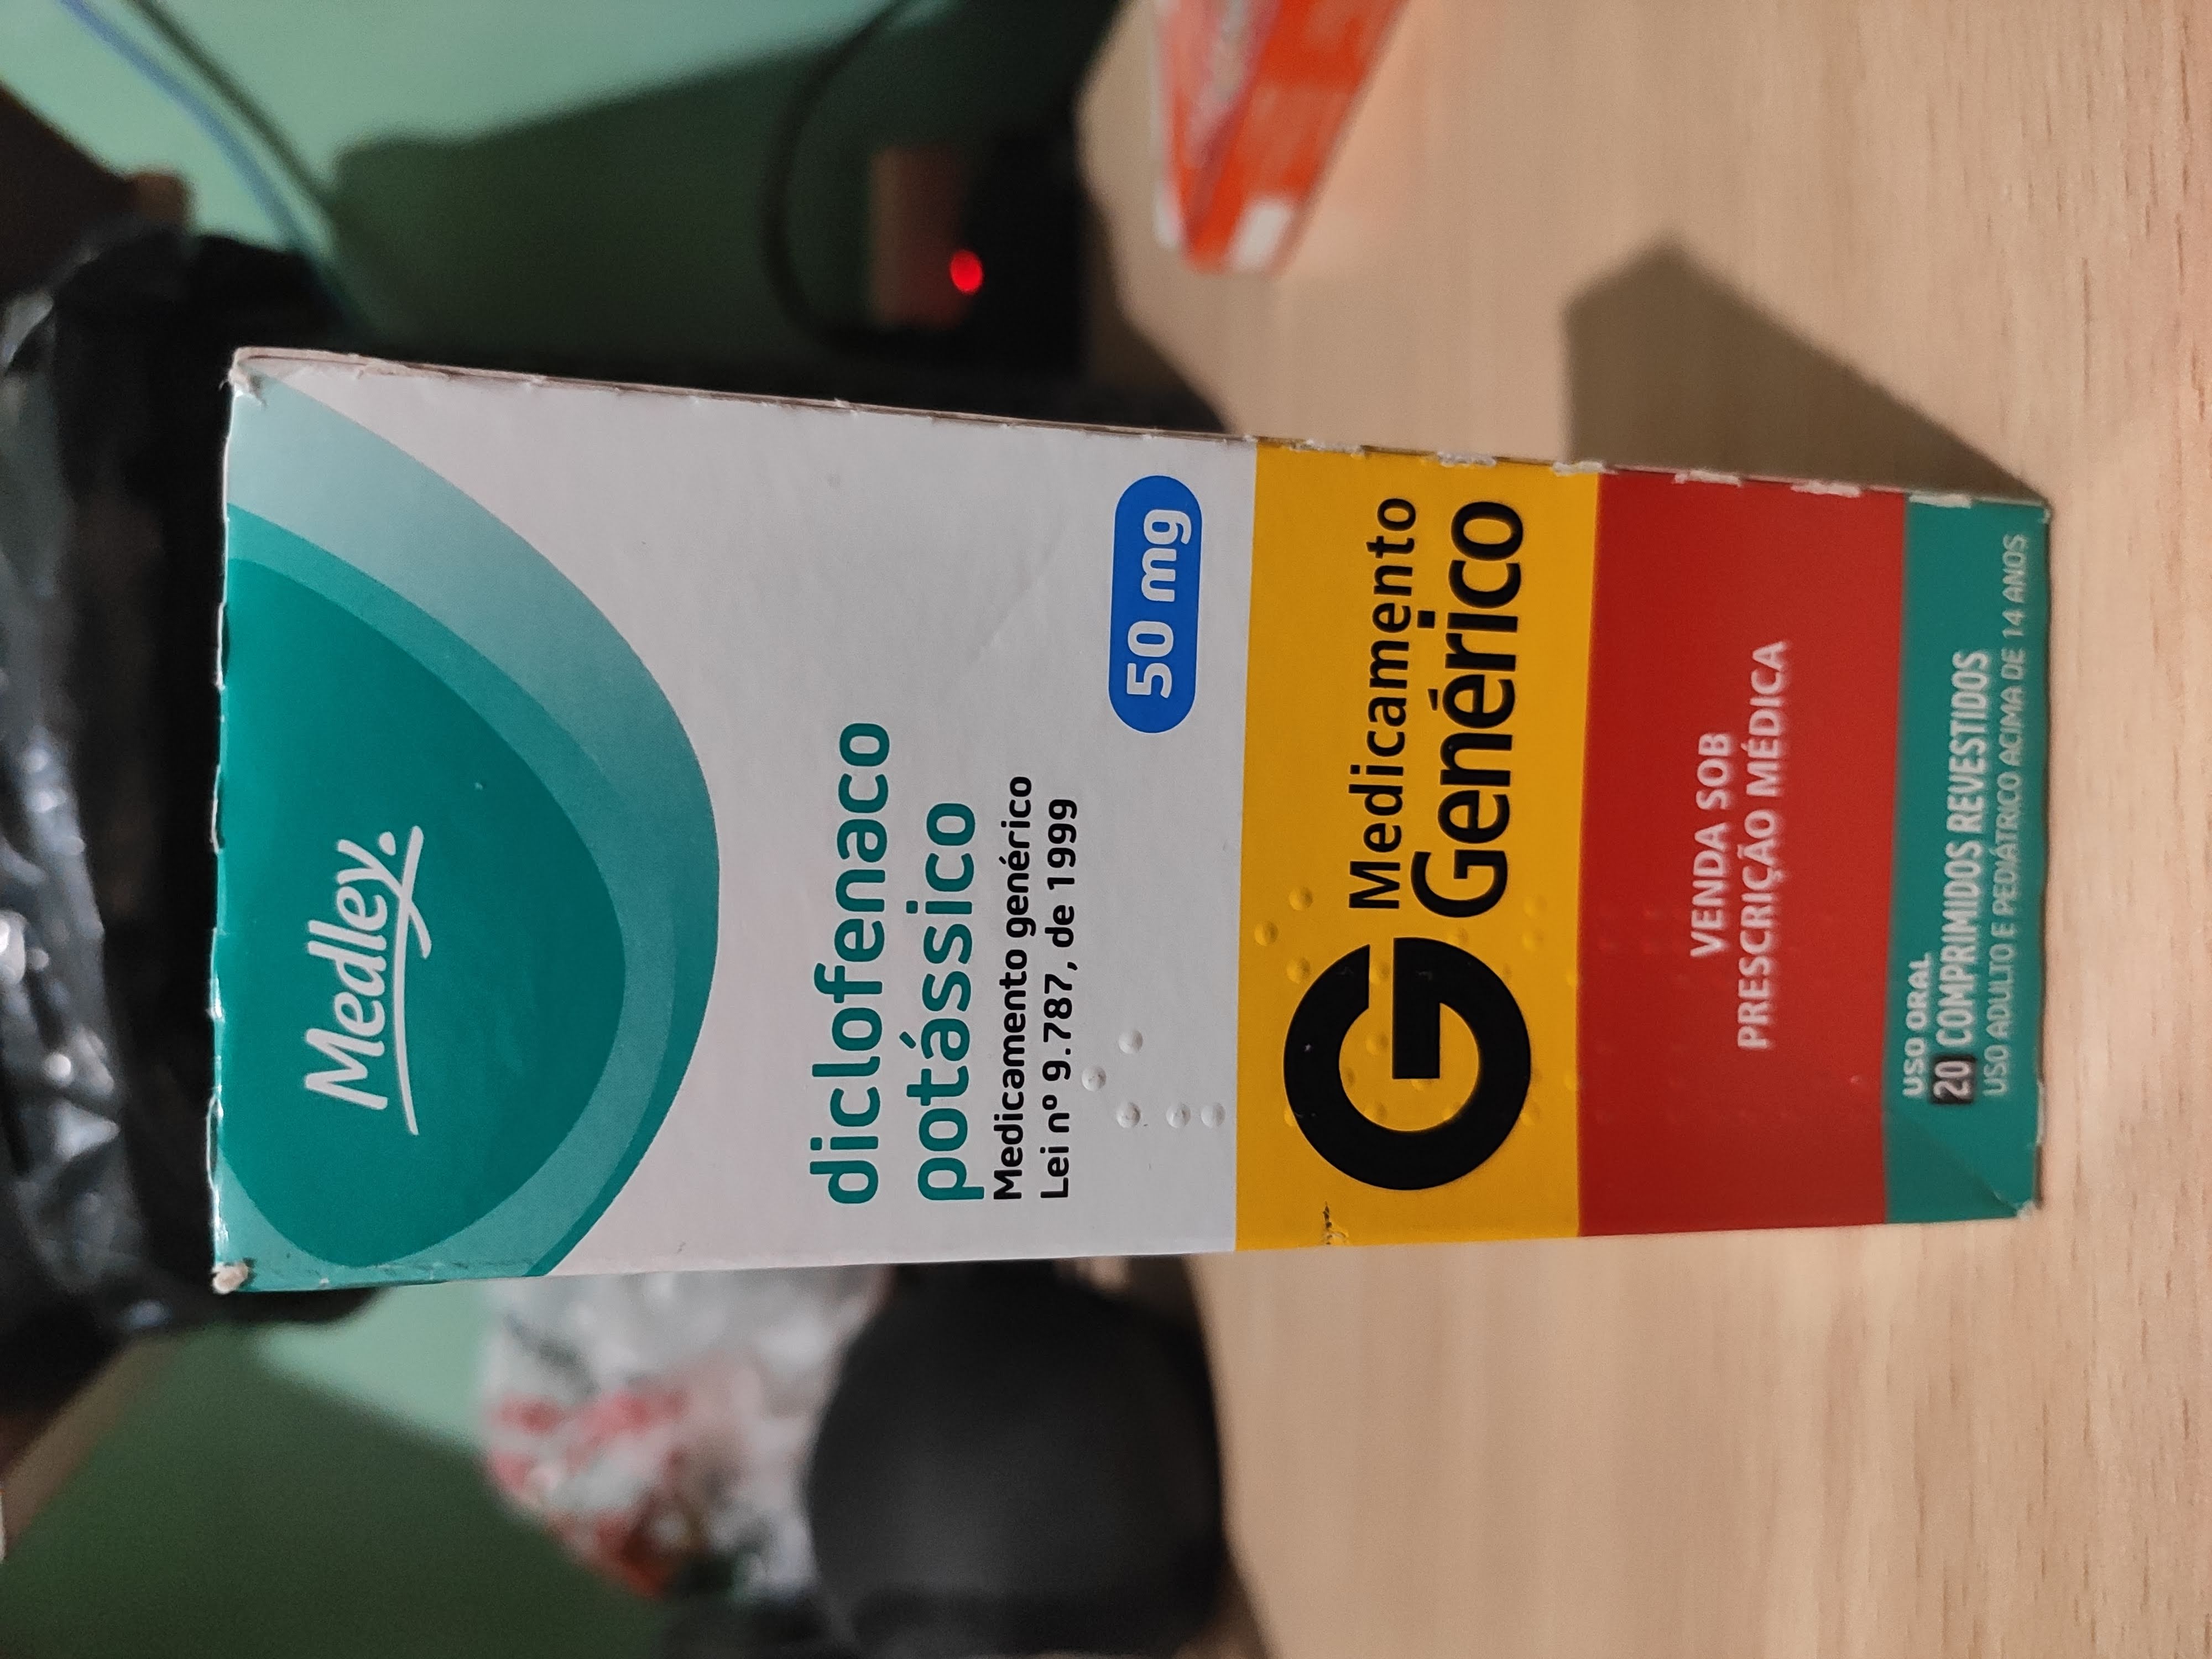 Medley.
diclofenaco
potássico
Medicamento genérico
Lei nº 9.787, de 1999
50 mg
G Medicamento
Genérico
VENDA SOB
PRESCRIÇÃO MÉDICA
USO ORAL
20 COMPRIMIDOS REVESTIDOS
USO ADULTO E PEDIÁTRICO ACIMA DE 14 ANOS